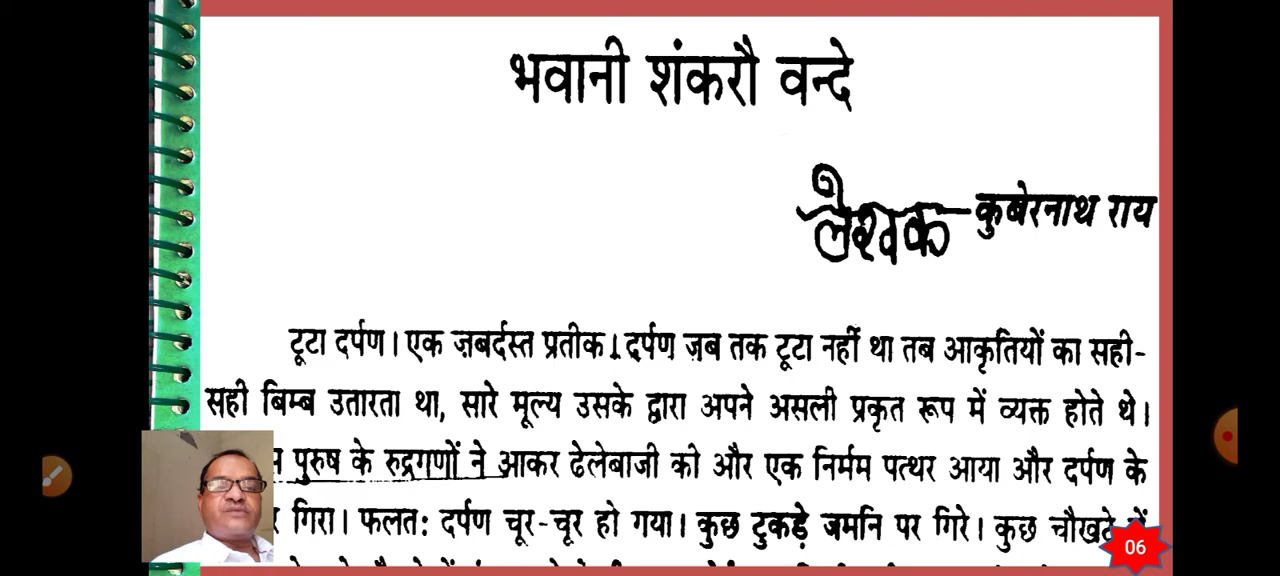 भवानी शंकरौ वन्दे
लेखक - कुबेरनाथ राय
टूटा दर्पण। एक ज़बर्दस्त प्रतीक। दर्पण ज़ब तक टूटा नहीं था तब आकृतियों का सही-
सही बिम्ब उतारता था, सारे मूल्य उसके द्वारा अपने असली प्रकृत रूप में व्यक्त होते थे।
पुरुष के रुद्रगणों ने आकर ढेलेबाजी को और एक निर्मम पत्थर आया और दर्पण के
गिरा। फलत: दर्पण चूर-चूर हो गया। कुछ टुकड़े जमनि पर गिरे। कुछ चौखटे में
06